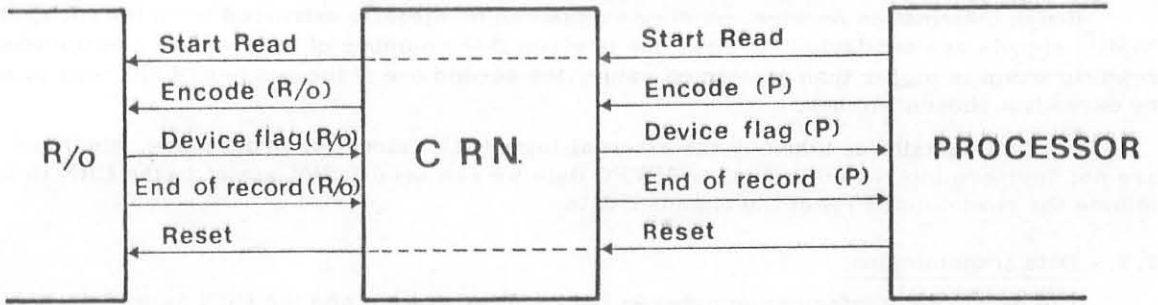 Start Read
Start Read
Encode (R/o)
Encode (P)
Device flag (R/o)
Device flag (P)
R/o
CRN.
PROCESSOR
End of record (R/o)
End of record (P)
Reset
Reset